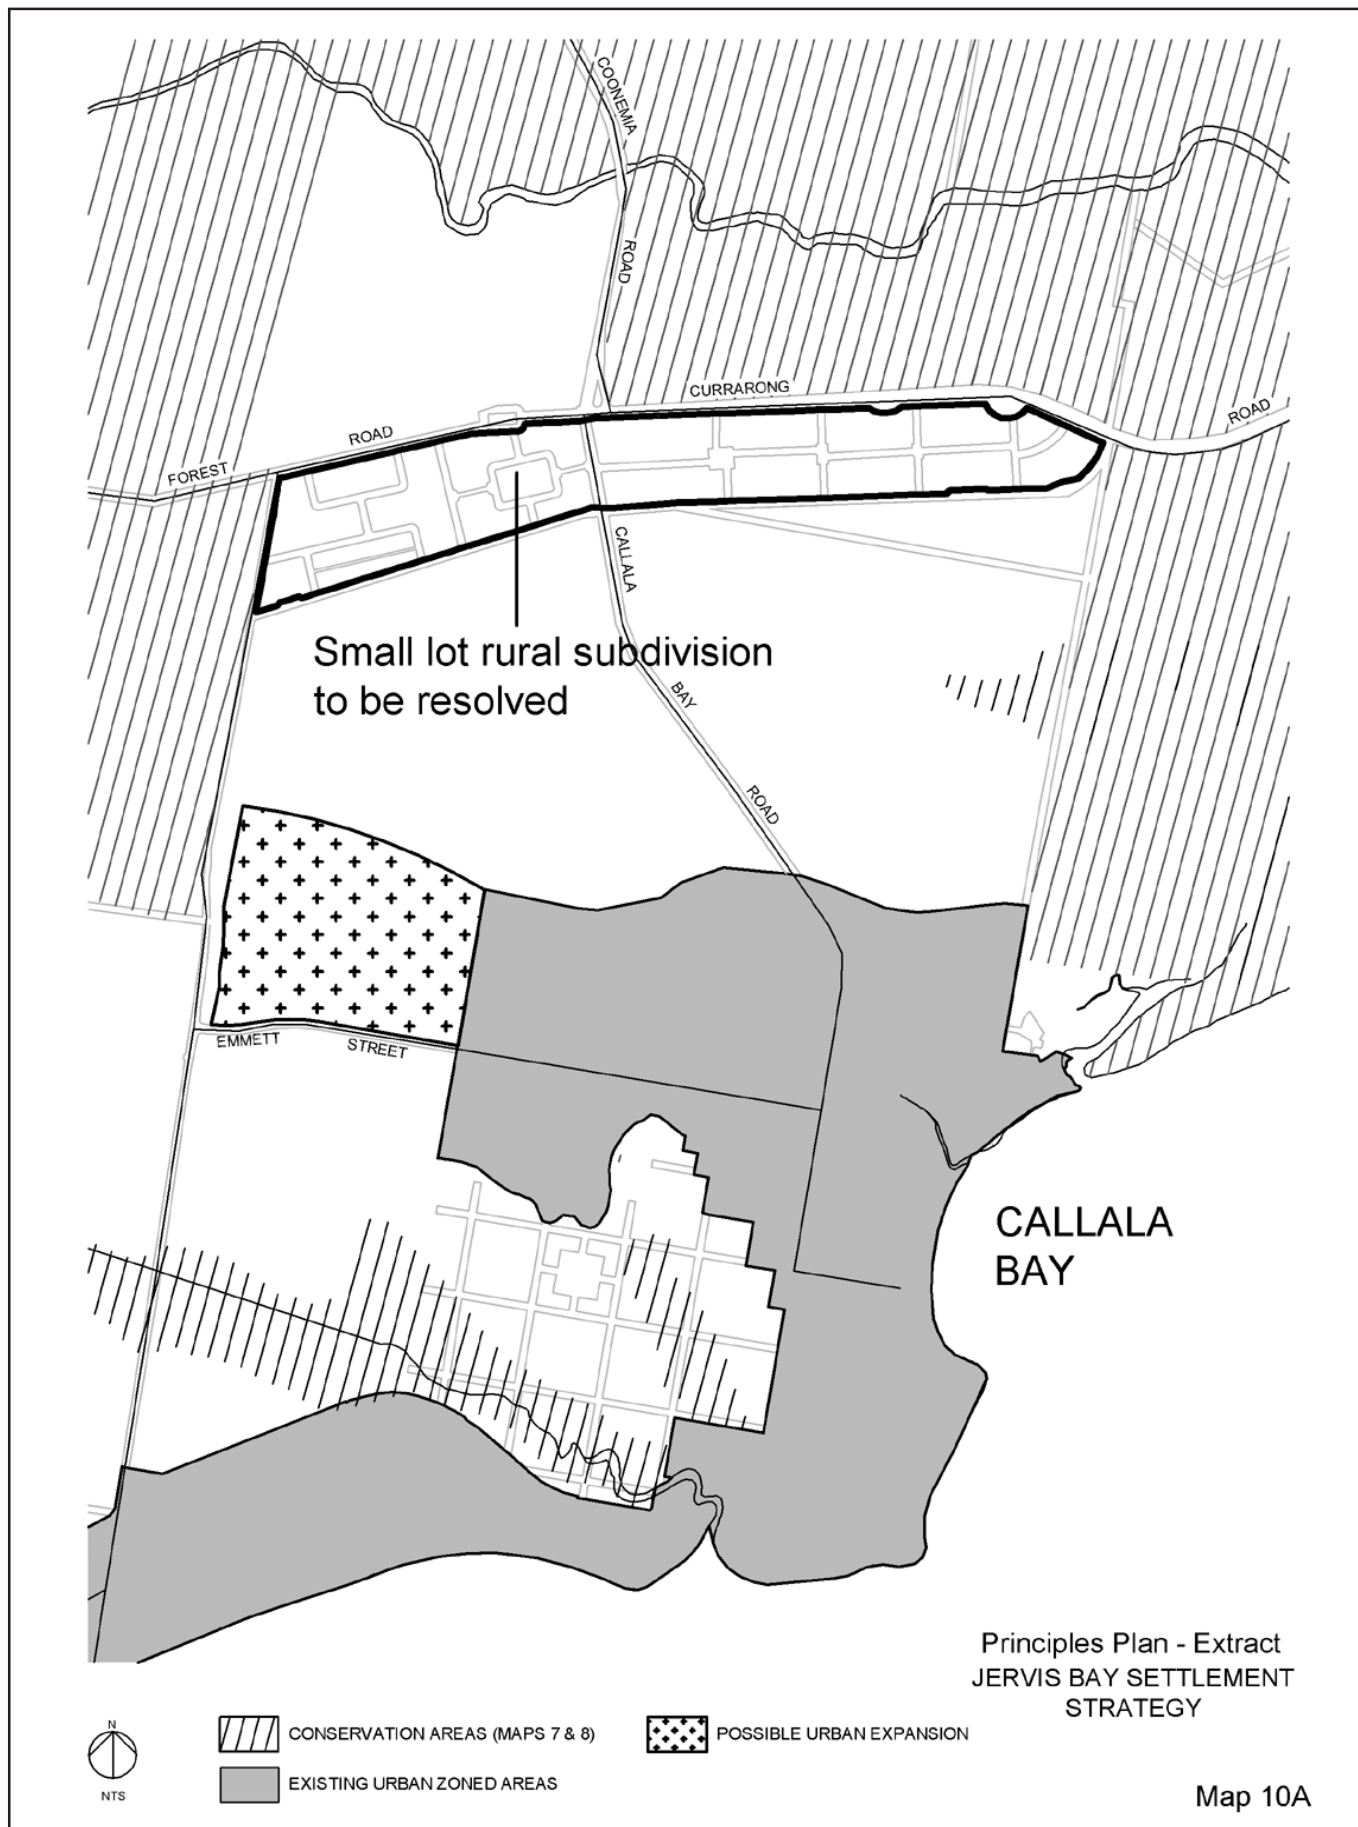 COONEMIA
ROAD
CURRARONG
ROAD
ROAD
FOREST
CALLALA
Small lot rural subdivision
to be resolved
BAY
ROAD
EMMETT
STREET
CALLALA
BAY
Principles Plan - Extract
JERVIS BAY SETTLEMENT
STRATEGY
N
NTS
CONSERVATION AREAS (MAPS 7 & 8)
POSSIBLE URBAN EXPANSION
EXISTING URBAN ZONED AREAS
Map 10A